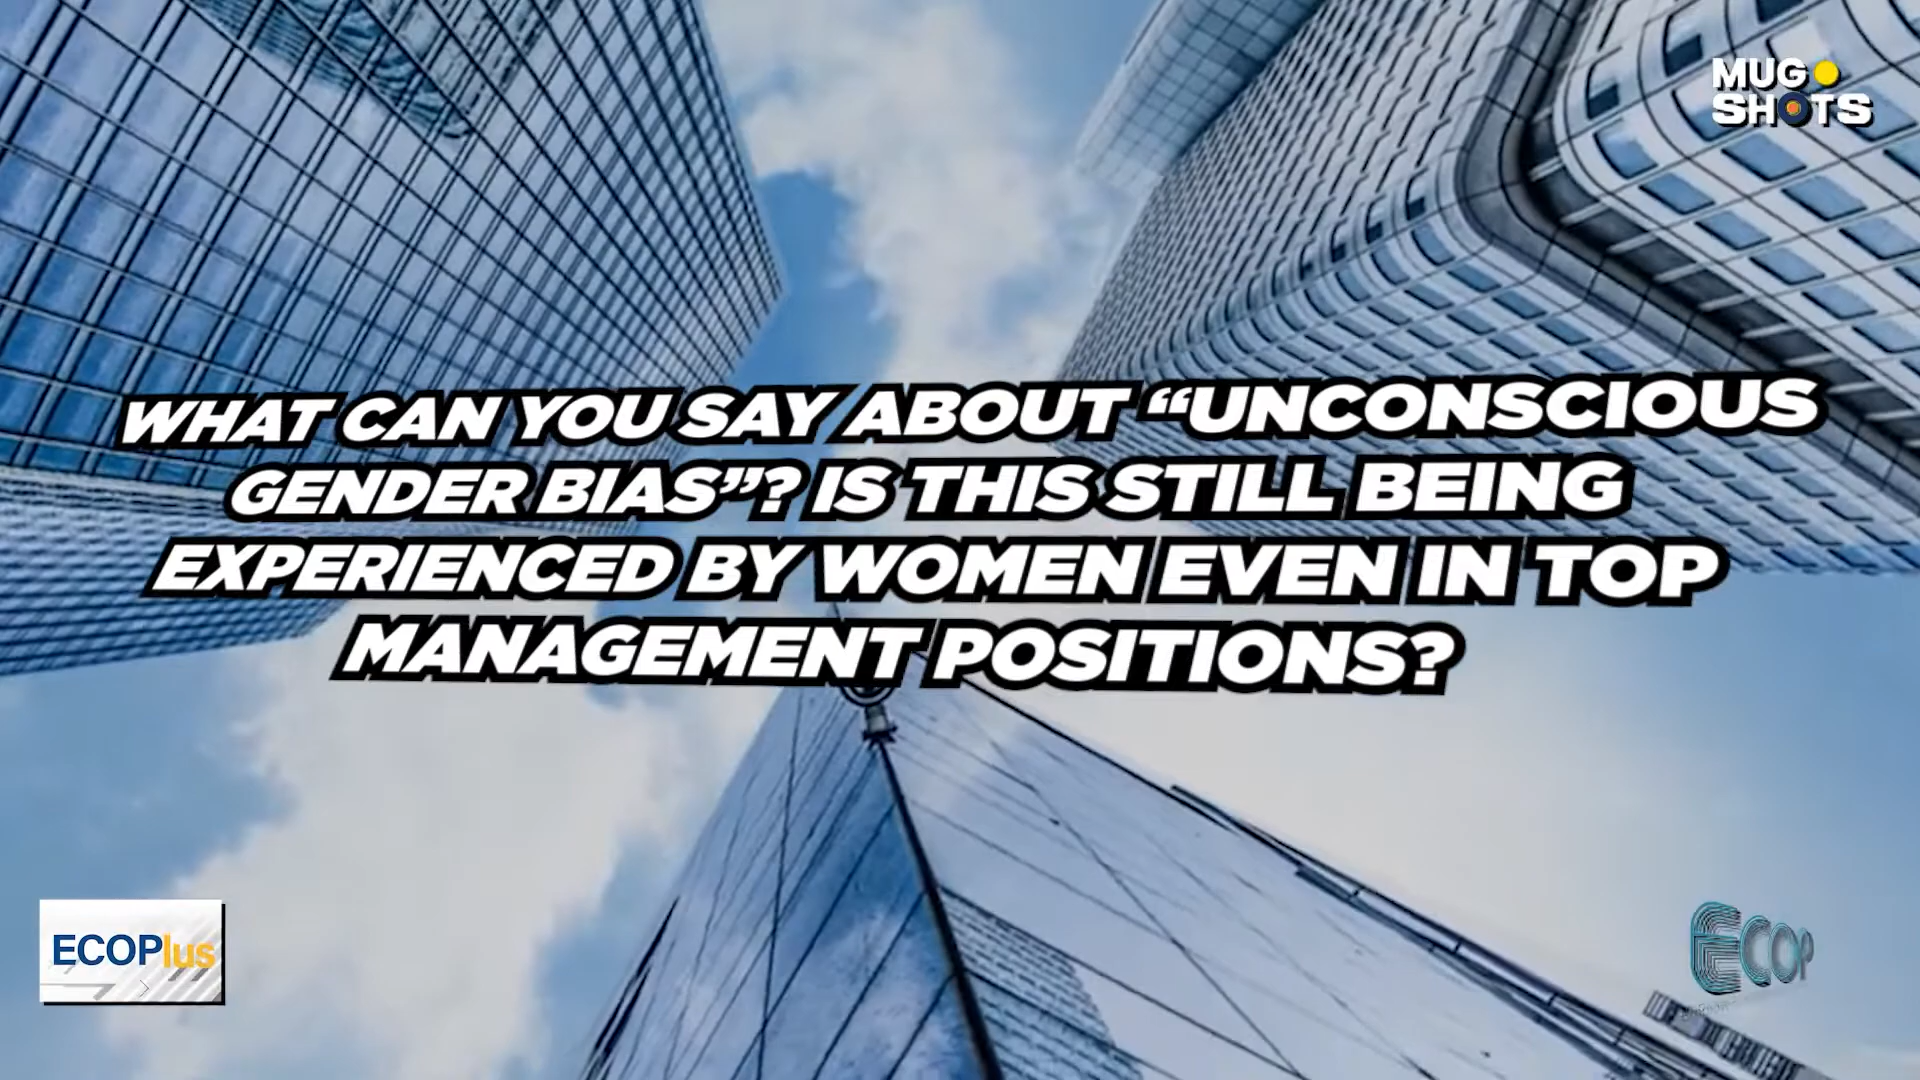 MUG
SHOTS
WHAT CAN YOU SAY ABOUT “UNCONSCIOUS
GENDER BIAS”? IS THIS STILL BEING
EXPERIENCED BY WOMEN EVEN IN TOP
MANAGEMENT POSITIONS?
ECOPlus
ECOP